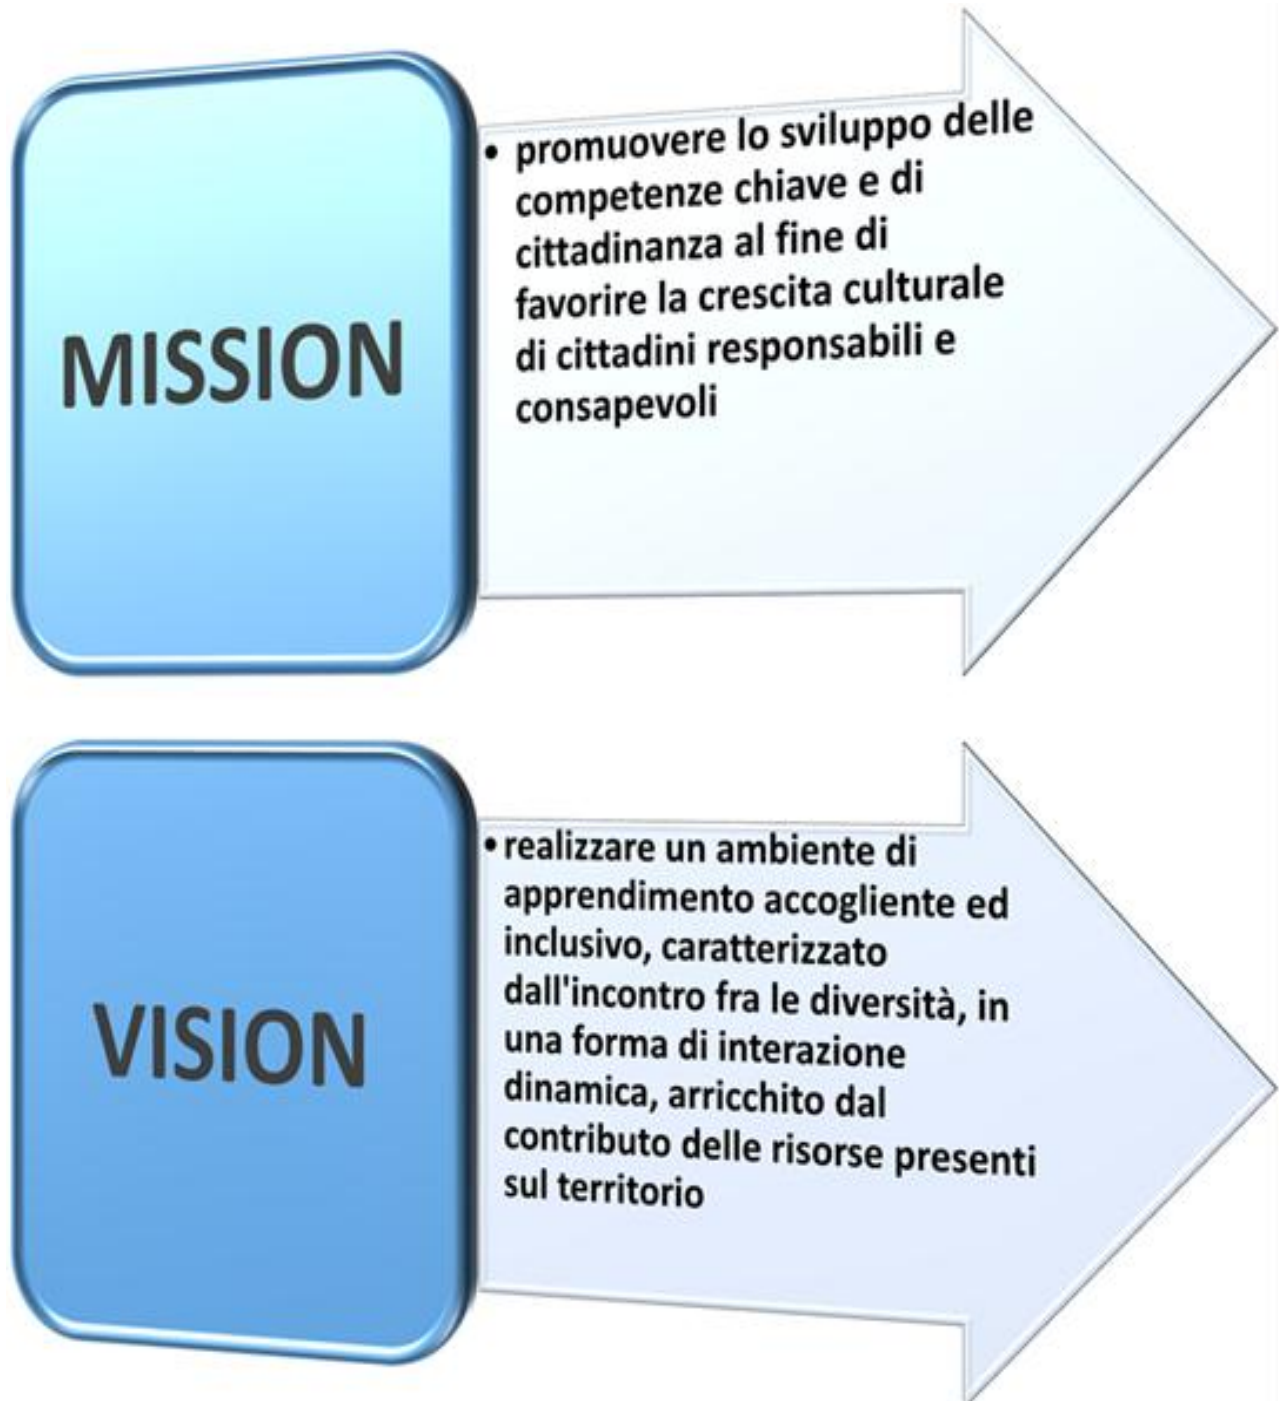 MISSION
• promuovere lo sviluppo delle
competenze chiave e di
cittadinanza al fine di
favorire la crescita culturale
di cittadini responsabili e
consapevoli
VISION
• realizzare un ambiente di
apprendimento accogliente ed
inclusivo, caratterizzato
dall'incontro fra le diversità, in
una forma di interazione
dinamica, arricchito dal
contributo delle risorse presenti
sul territorio